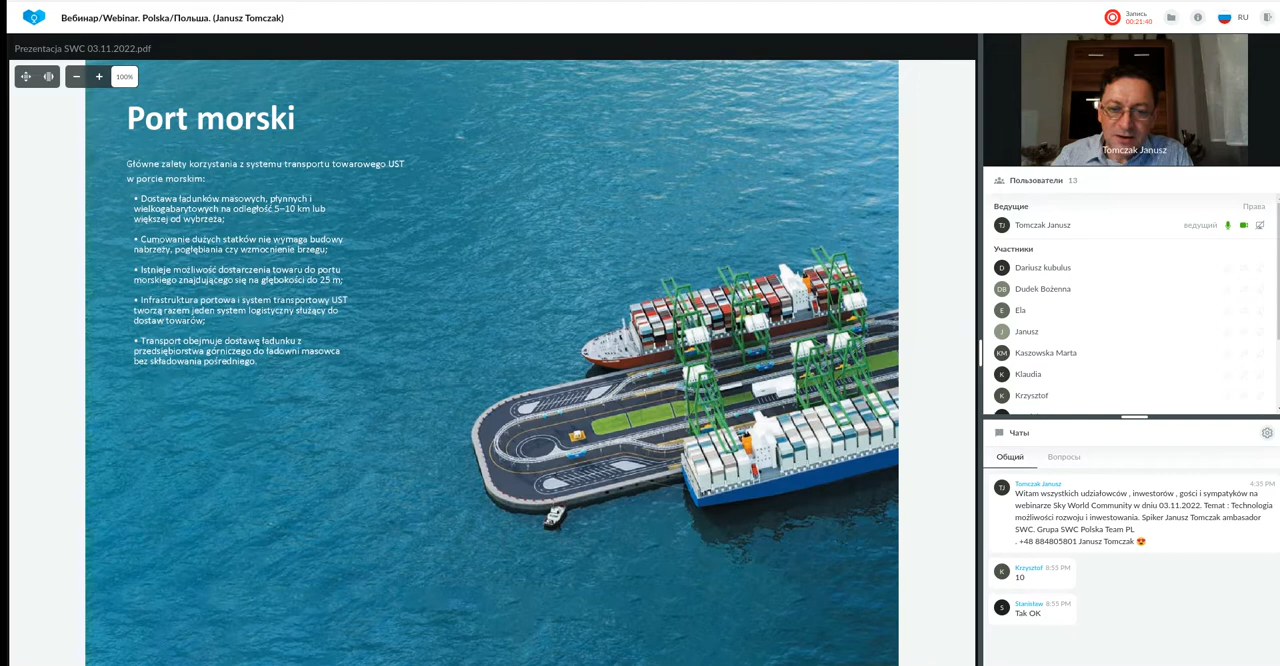 Вебинар/Webinar. Polska/Польша. (Janusz Tomczak)
Запись
00:21:40
RU
Prezentacja SWC 03.11.2022.pdf
100%
Port morski
Główne zalety korzystania z systemu transportu towarowego UST
w porcie morskim:
• Dostawa ładunków masowych, płynnych i
wielkogabarytowych na odległość 5–10 km lub
większej od wybrzeża;
• Cumowanie dużych statków nie wymaga budowy
nabrzeży, pogłębiania czy wzmocnienie brzegu;
• Istnieje możliwość dostarczenia towaru do portu
morskiego znajdującego się na głębokości do 25 m;
• Infrastruktura portowa i system transportowy UST
tworzą razem jeden system logistyczny służący do
dostaw towarów;
• Transport obejmuje dostawę ładunku z
przedsiębiorstwa górniczego do ładowni masowca
bez składowania pośredniego.
Tomczak Janusz
Пользователи 13
Ведущие Права
TJ Tomczak Janusz ведущий
Участники
D Dariusz kubulus
DB Dudek Bożenna
E Ela
J Janusz
KM Kaszowska Marta
K Klaudia
K Krzysztof
Чаты
Общий Вопросы
TJ Tomczak Janusz 4:35 PM
Witam wszystkich udziałowców , inwestorów , gości i sympatyków na
webinarze Sky World Community w dniu 03.11.2022. Temat : Technologia
możliwości rozwoju i inwestowania. Spiker Janusz Tomczak ambasador
SWC. Grupa SWC Polska Team PL
. +48 884805801 Janusz Tomczak 😍
K Krzysztof 8:55 PM
10
S Stanisław 8:55 PM
Tak OK